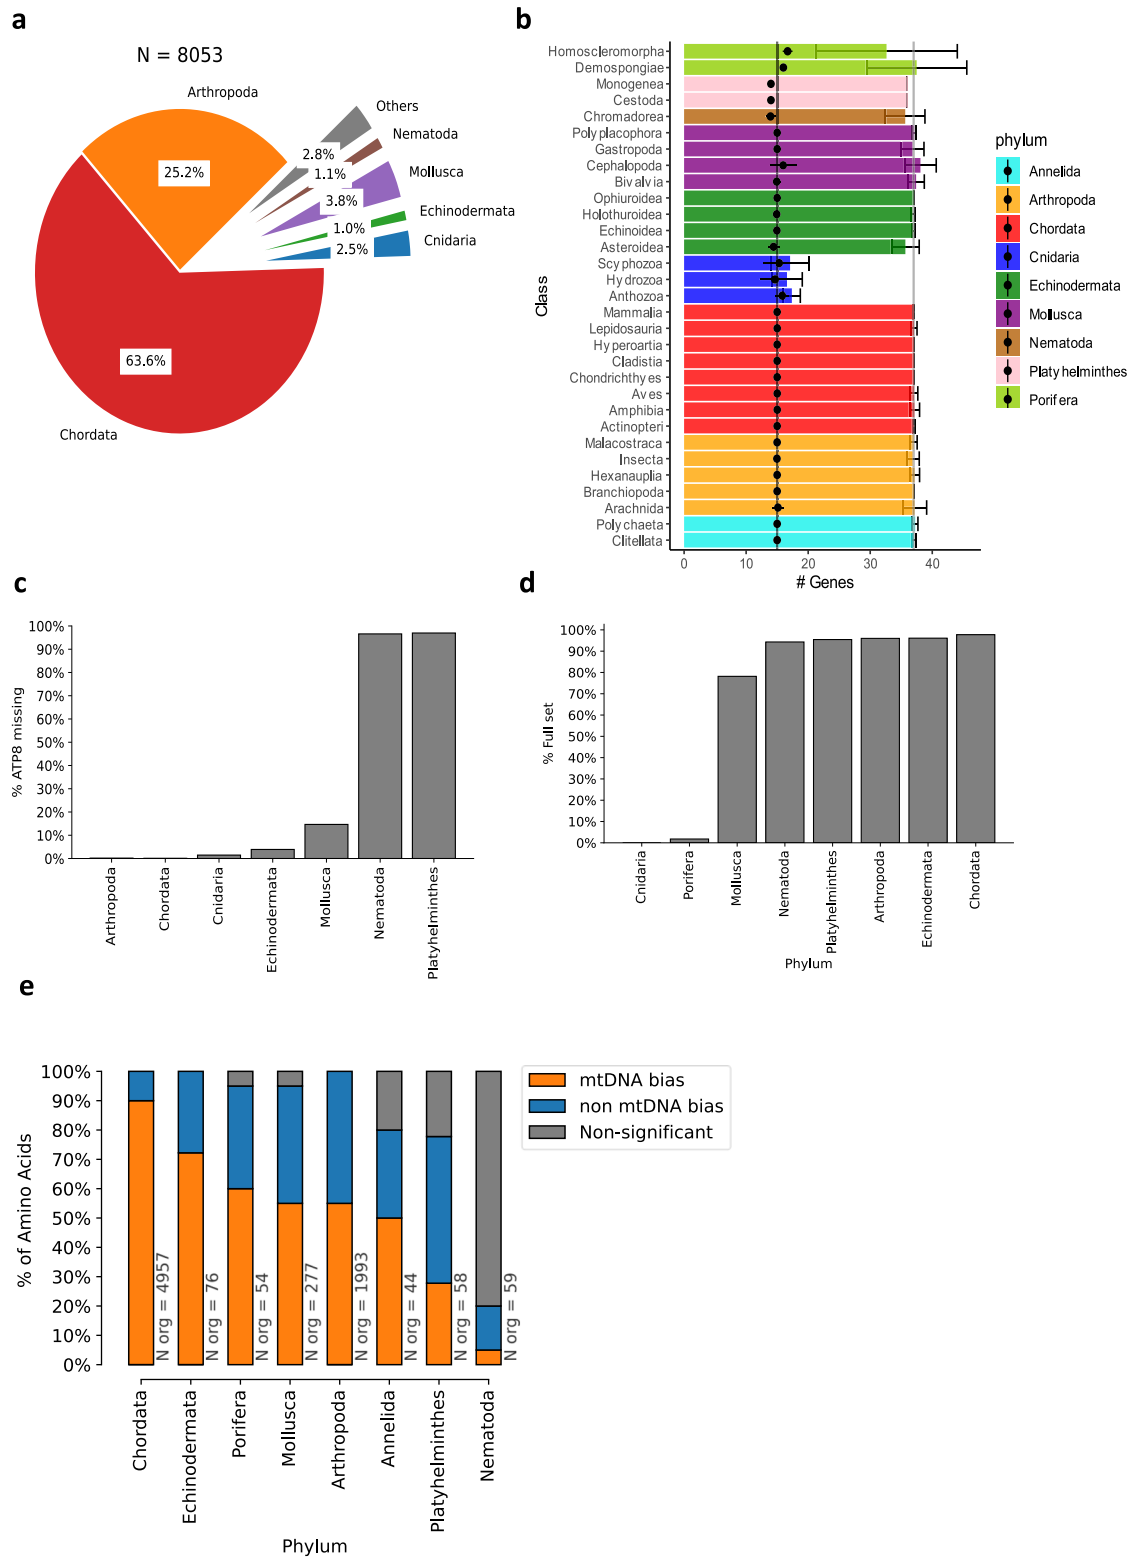 a
N = 8053
Arthropoda
Others
Nematoda
Mollusca
Echinodermata
Cnidaria
Chordata
25.2%
2.8%
1.1%
3.8%
1.0%
2.5%
63.6%
b
Class
Homoscleromorpha
Demospongiae
Monogenea
Cestoda
Chromadorea
Polyplacophora
Gastropoda
Cephalopoda
Bivalvia
Ophiuroidea
Holothuroidea
Echinoidea
Asteroidea
Scyphozoa
Hydrozoa
Anthozoa
Mammalia
Lepidosauria
Hyperoartia
Cladistia
Chondrichthyes
Aves
Amphibia
Actinopteri
Malacostraca
Insecta
Hexanauplia
Branchiopoda
Arachnida
Polychaeta
Clitellata
0 10 20 30 40
# Genes
phylum
Annelida
Arthropoda
Chordata
Cnidaria
Echinodermata
Mollusca
Nematoda
Platyhelminthes
Porifera
c
% ATP8 missing
100%
90%
80%
70%
60%
50%
40%
30%
20%
10%
0%
Arthropoda
Chordata
Cnidaria
Echinodermata
Mollusca
Nematoda
Platyhelminthes
d
% Full set
100%
90%
80%
70%
60%
50%
40%
30%
20%
10%
0%
Cnidaria
Porifera
Mollusca
Nematoda
Platyhelminthes
Arthropoda
Echinodermata
Chordata
Phylum
e
% of Amino Acids
100%
90%
80%
70%
60%
50%
40%
30%
20%
10%
0%
N org = 4957
N org = 76
N org = 54
N org = 277
N org = 1993
N org = 44
N org = 58
N org = 59
Chordata
Echinodermata
Porifera
Mollusca
Arthropoda
Annelida
Platyhelminthes
Nematoda
Phylum
mtDNA bias
non mtDNA bias
Non-significant